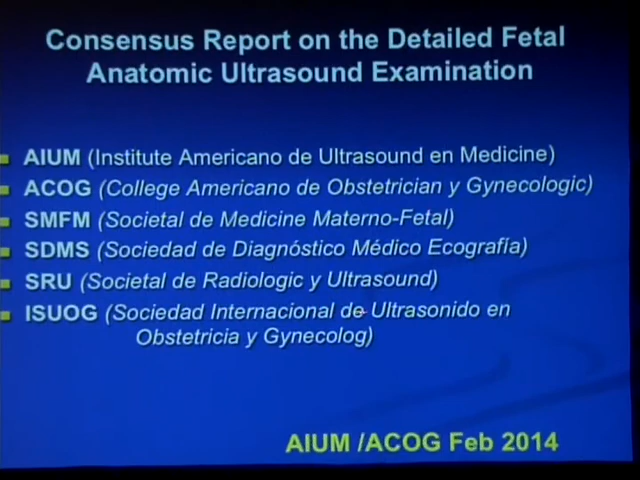 Consensus Report on the Detailed Fetal
Anatomic Ultrasound Examination
AIUM (Institute Americano de Ultrasound en Medicine)
ACOG (College Americano de Obstetrician y Gynecologic)
SMFM (Societal de Medicine Materno-Fetal)
SDMS (Sociedad de Diagnóstico Médico Ecografía)
SRU (Societal de Radiologic y Ultrasound)
ISUOG (Sociedad Internacional de Ultrasonido en
Obstetricia y Gynecolog)
AIUM /ACOG Feb 2014